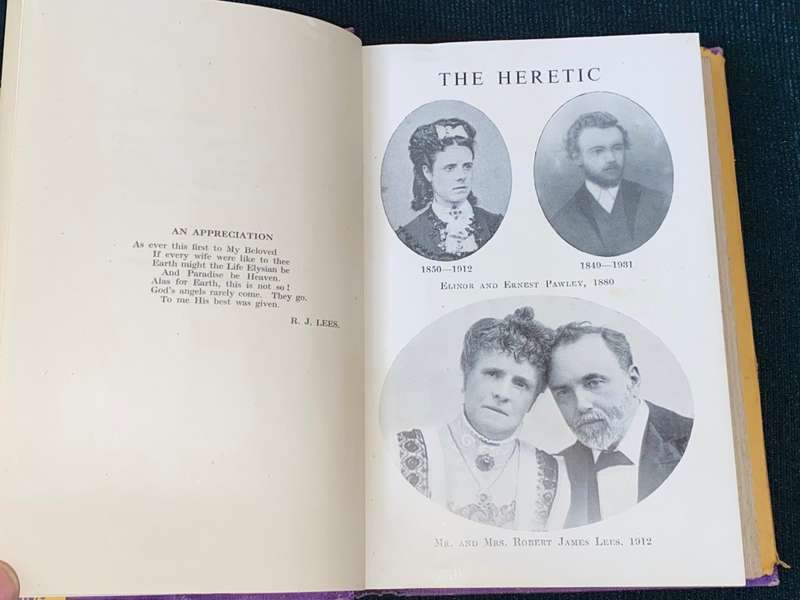 AN APPRECIATION
As ever this first to My Beloved
If every wife were like to thee
Earth might the Life Elysian be
And Paradise be Heaven.
Alas for Earth, this is not so!
God's angels rarely come. They go.
To me His best was given.
R. J. LEES.
THE HERETIC
1850—1912
1849—1931
ELINOR AND ERNEST PAWLEY, 1880
MR. AND MRS. ROBERT JAMES LEES, 1912